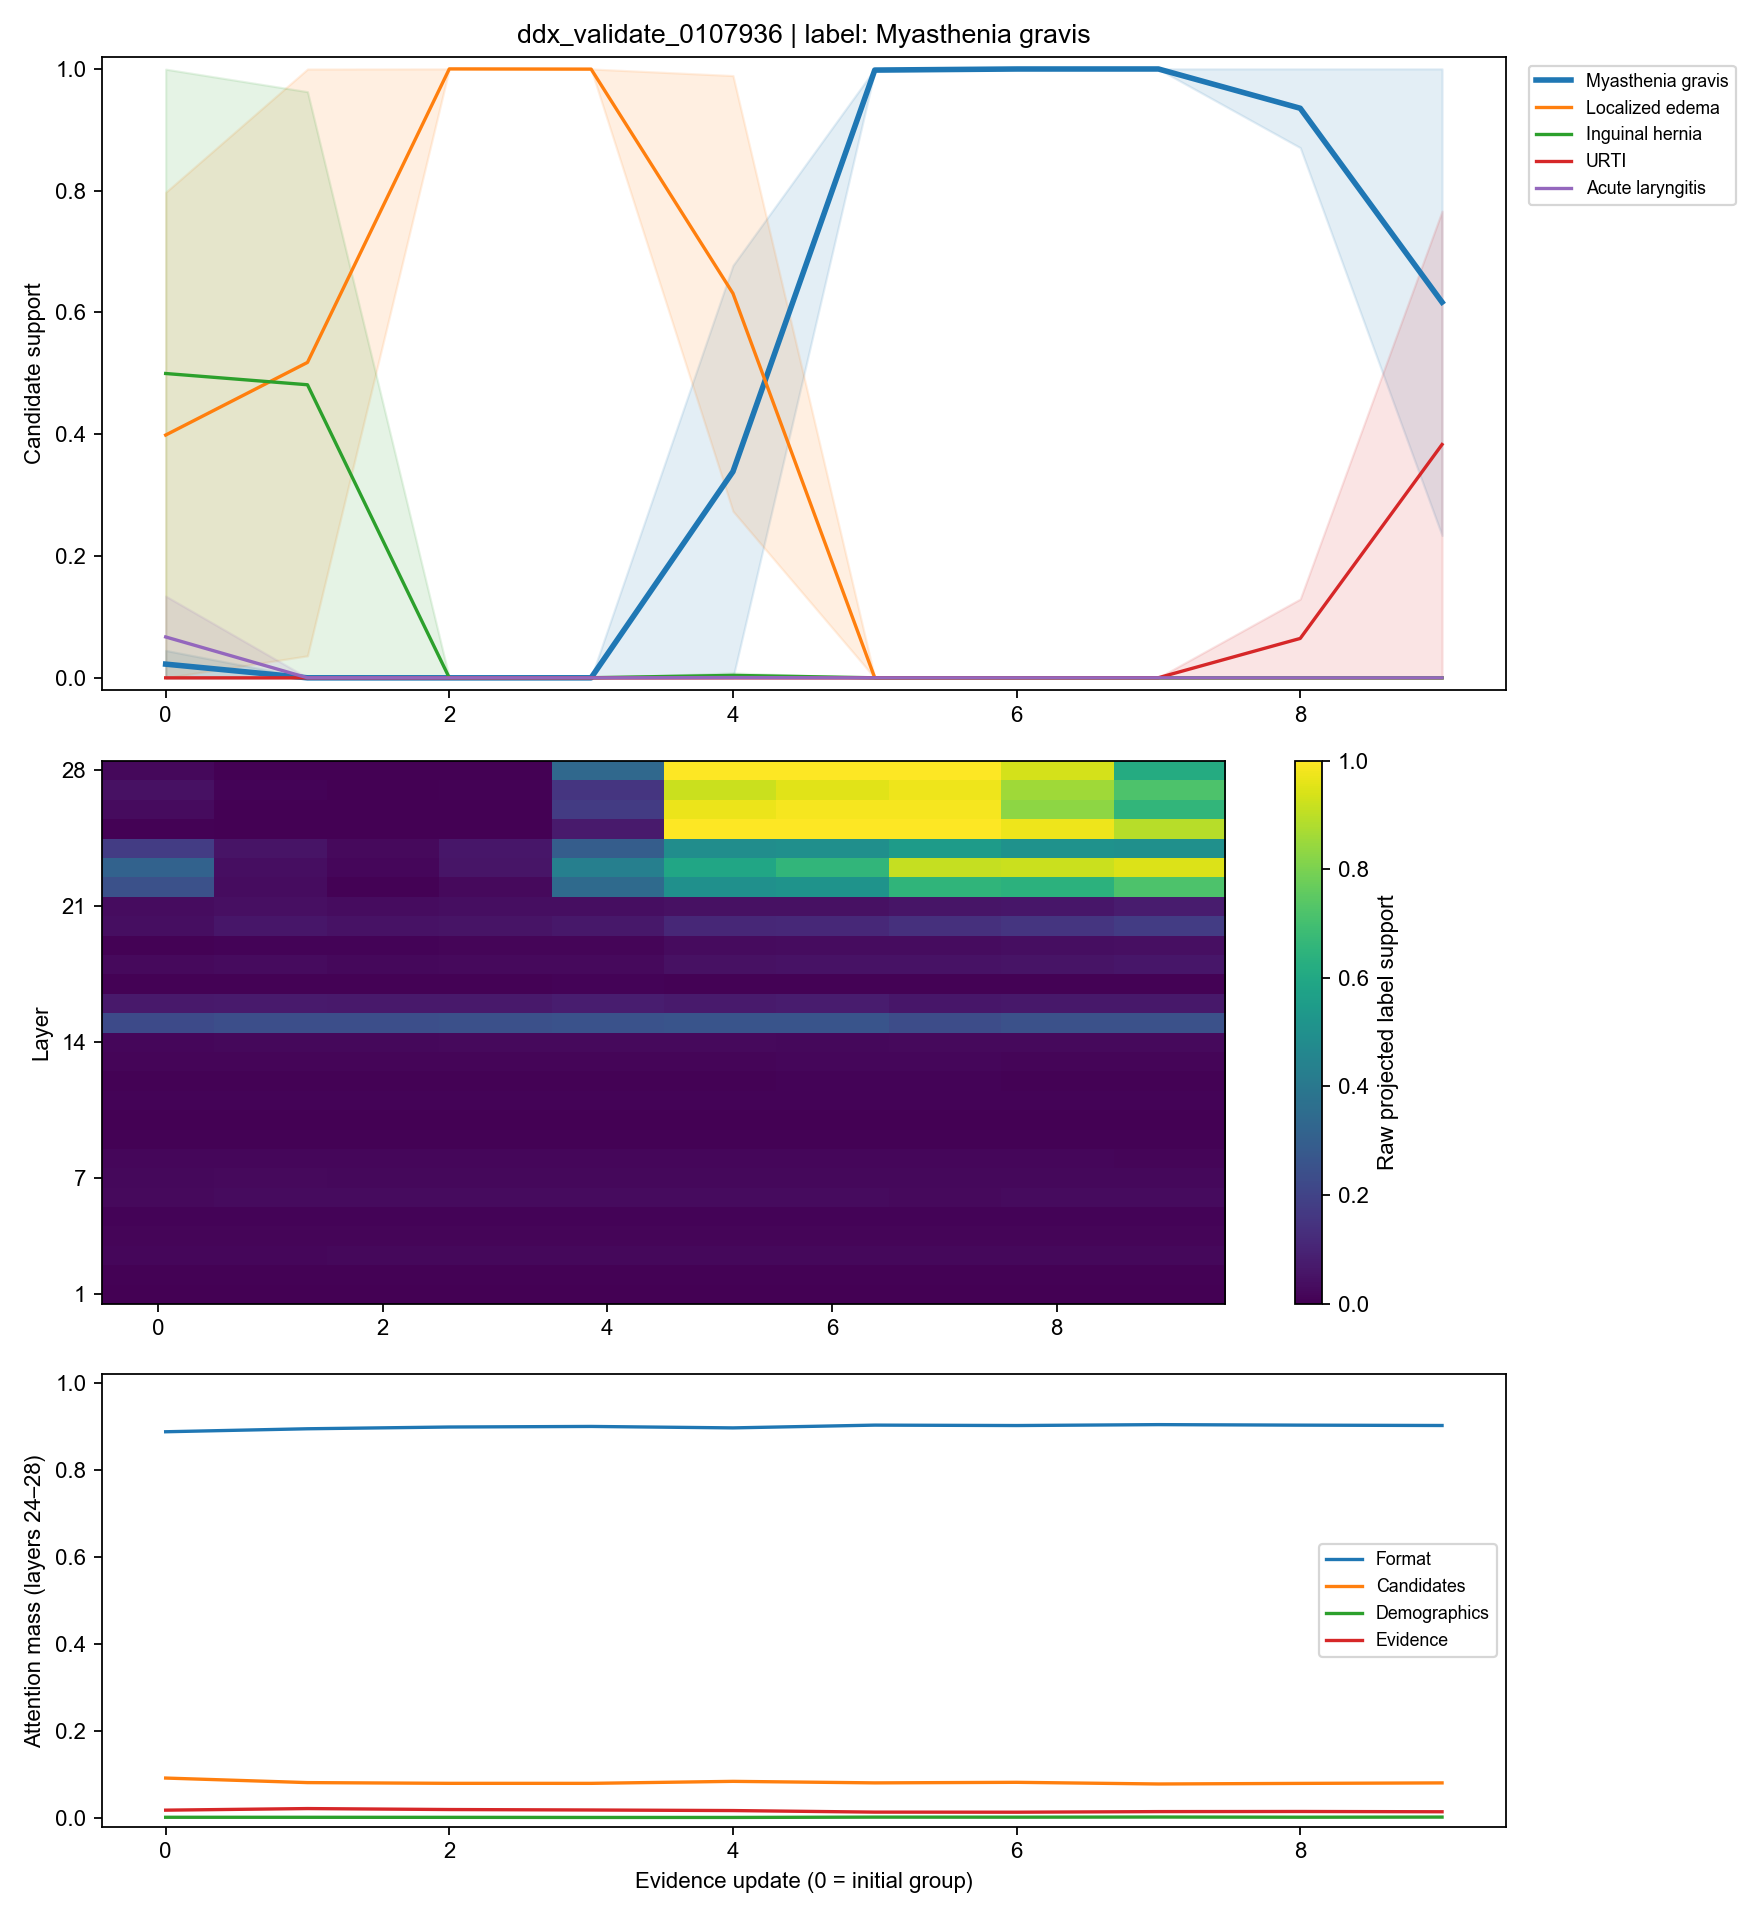 ddx_validate_0107936 | label: Myasthenia gravis
Candidate support
1.0
0.8
0.6
0.4
0.2
0.0
0 2 4 6 8
Myasthenia gravis
Localized edema
Inguinal hernia
URTI
Acute laryngitis
Layer
28
21
14
7
1
0 2 4 6 8
1.0
0.8
0.6
0.4
0.2
0.0
Raw projected label support
Attention mass (layers 24–28)
1.0
0.8
0.6
0.4
0.2
0.0
Format
Candidates
Demographics
Evidence
0 2 4 6 8
Evidence update (0 = initial group)